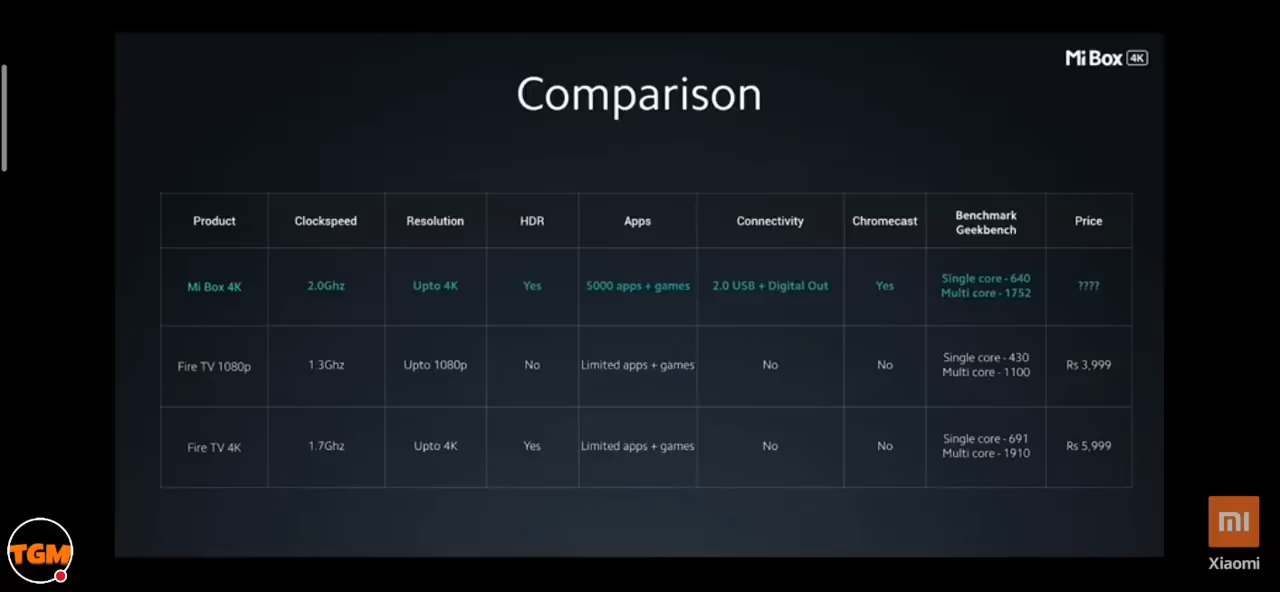 Mi Box 4K
Comparison
Product Clockspeed Resolution HDR Apps Connectivity Chromecast Benchmark Geekbench Price
Mi Box 4K 2.0Ghz Upto 4K Yes 5000 apps + games 2.0 USB + Digital Out Yes Single core - 640 Multi core - 1752 ????
Fire TV 1080p 1.3Ghz Upto 1080p No Limited apps + games No No Single core - 430 Multi core - 1100 Rs 3,999
Fire TV 4K 1.7Ghz Upto 4K Yes Limited apps + games No No Single core - 691 Multi core - 1910 Rs 5,999
TGM
mi
Xiaomi